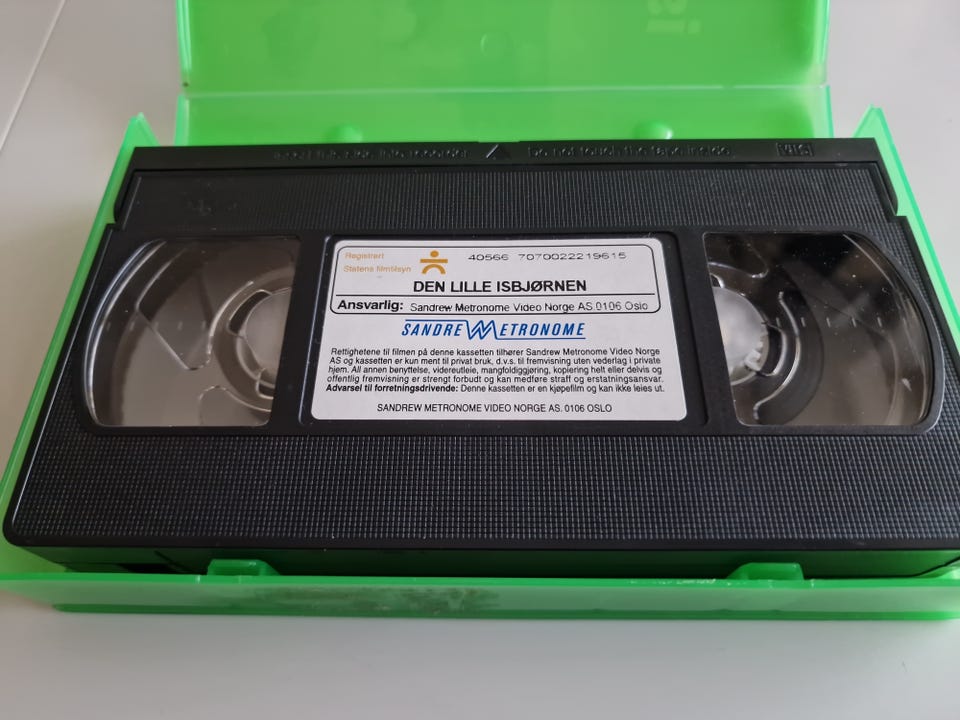 into recorder Do not touch the tape inside VHS
Registrert
Statens filmtilsyn
40566 7070022219615
DEN LILLE ISBJØRNEN
Ansvarlig: Sandrew Metronome Video Norge AS.0106 Oslo
SANDREW METRONOME
Rettighetene til filmen på denne kassetten tilhører Sandrew Metronome Video Norge
AS og kassetten er kun ment til privat bruk, d.v.s. til fremvisning uten vederlag i private
hjem. All annen benyttelse, videreutleie, mangfoldiggjøring, kopiering helt eller delvis og
offentlig fremvisning er strengt forbudt og kan medføre straff og erstatningsansvar.
Advarsel til forretningsdrivende: Denne kassetten er en kjøpefilm og kan ikke leies ut.
SANDREW METRONOME VIDEO NORGE AS. 0106 OSLO